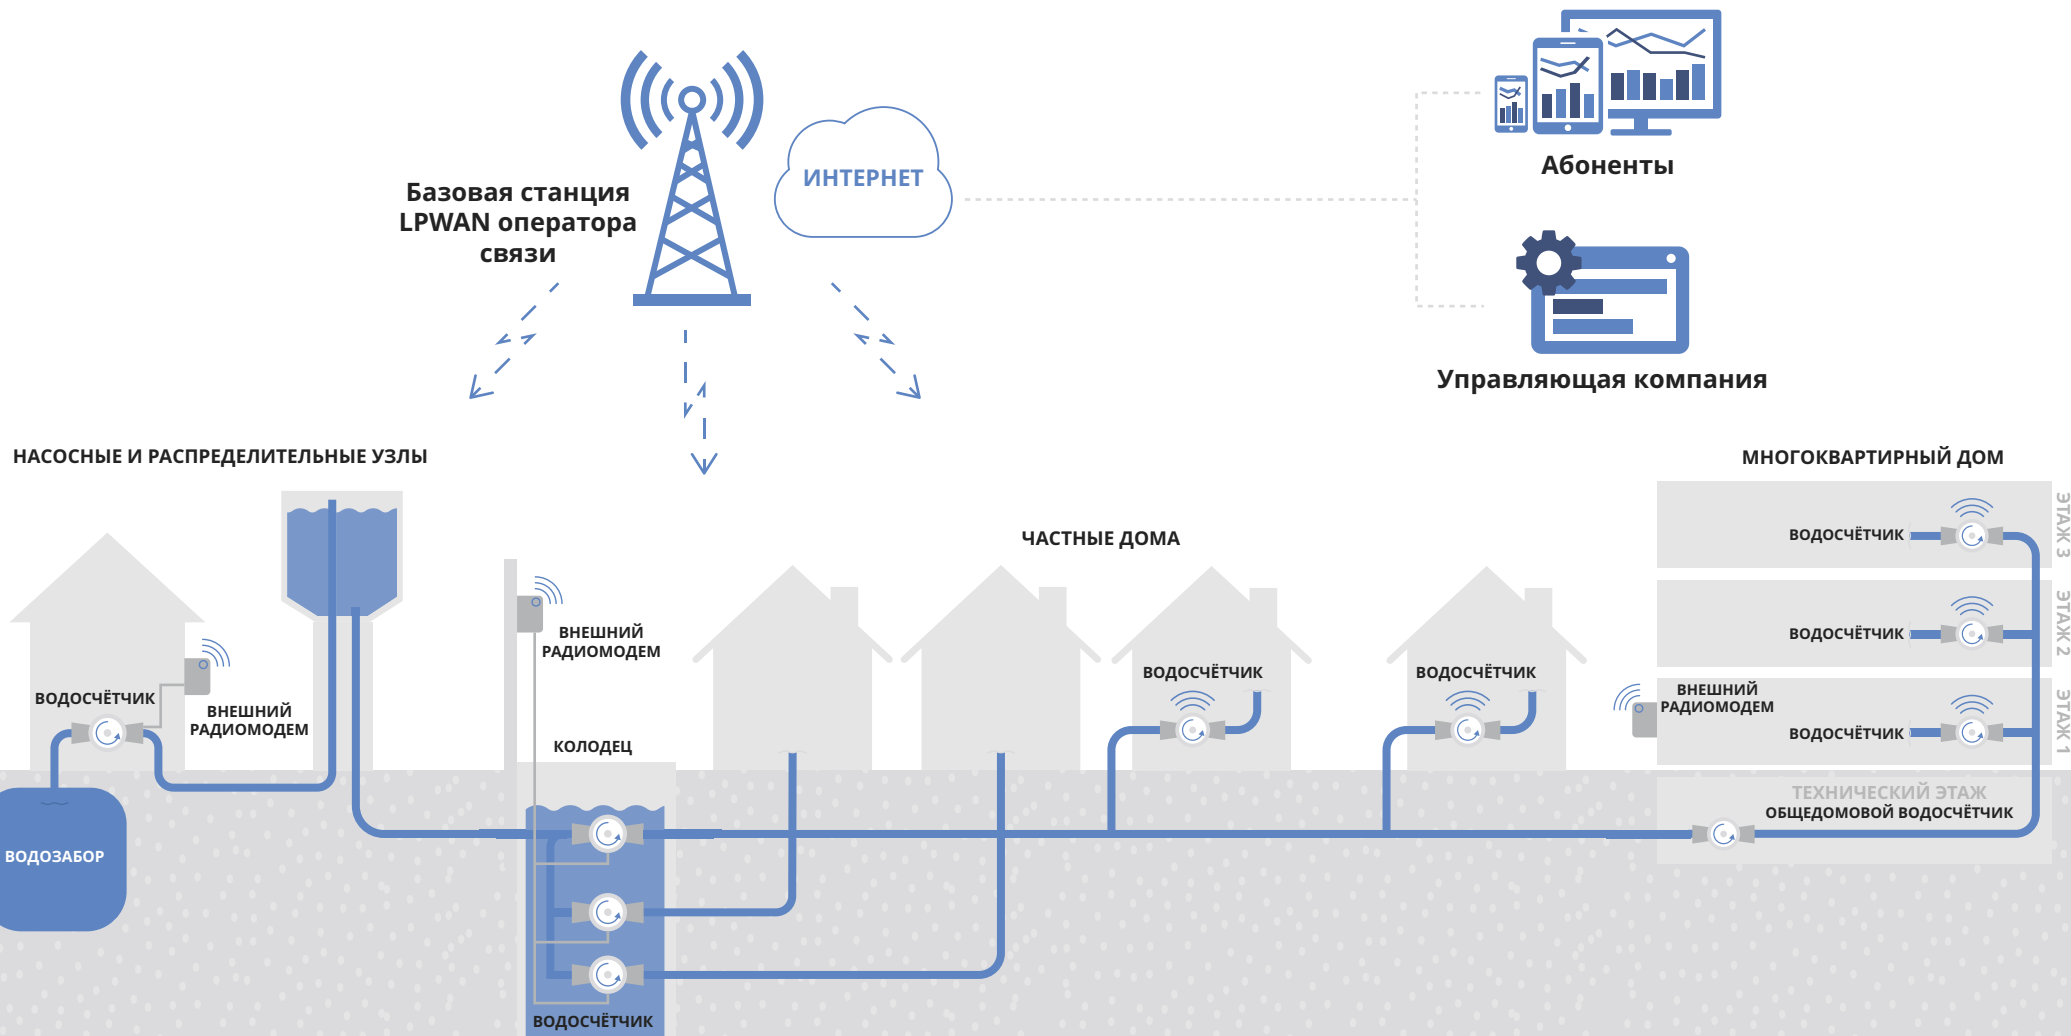 Базовая станция
LPWAN оператора
связи
ИНТЕРНЕТ
Абоненты
Управляющая компания
НАСОСНЫЕ И РАСПРЕДЕЛИТЕЛЬНЫЕ УЗЛЫ
ВОДОСЧЁТЧИК
ВНЕШНИЙ
РАДИОМОДЕМ
ВОДОЗАБОР
ВНЕШНИЙ
РАДИОМОДЕМ
КОЛОДЕЦ
ВОДОСЧЁТЧИК
ЧАСТНЫЕ ДОМА
ВОДОСЧЁТЧИК
ВОДОСЧЁТЧИК
МНОГОКВАРТИРНЫЙ ДОМ
ВОДОСЧЁТЧИК
ЭТАЖ 3
ВОДОСЧЁТЧИК
ЭТАЖ 2
ВНЕШНИЙ
РАДИОМОДЕМ
ВОДОСЧЁТЧИК
ЭТАЖ 1
ТЕХНИЧЕСКИЙ ЭТАЖ
ОБЩЕДОМОВОЙ ВОДОСЧЁТЧИК